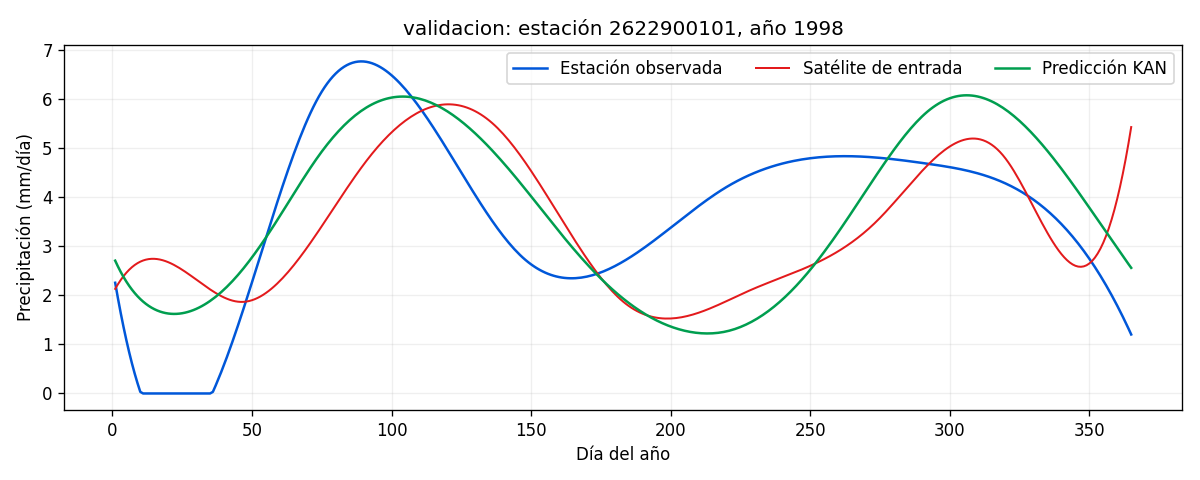 validacion: estación 2622900101, año 1998
Estación observada
Satélite de entrada
Predicción KAN
Precipitación (mm/día)
7
6
5
4
3
2
1
0
0 50 100 150 200 250 300 350
Día del año